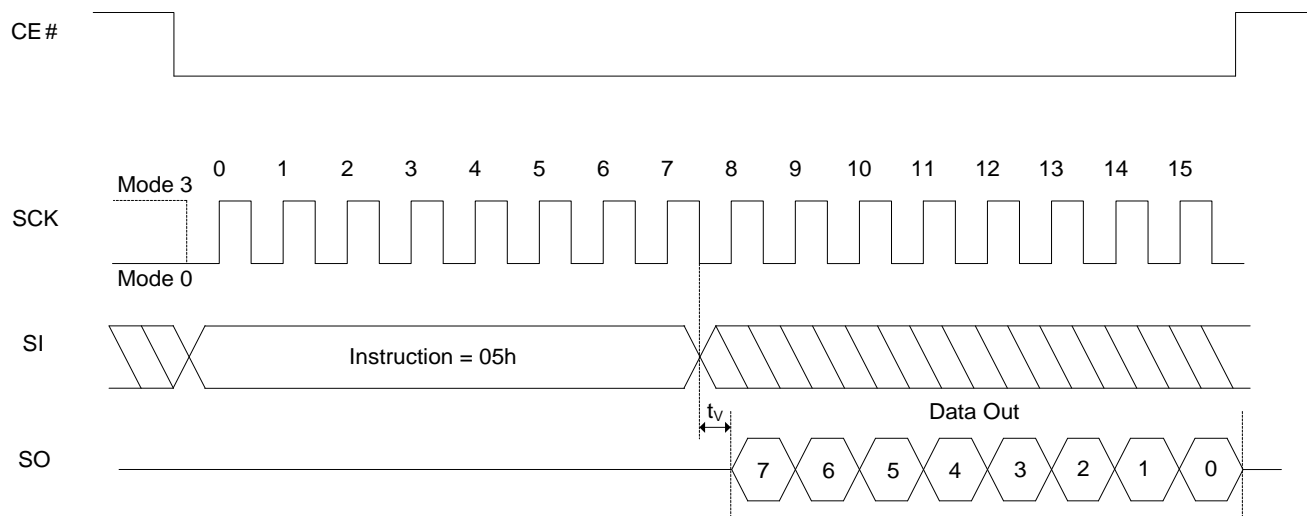 CE#
0 1 2 3 4 5 6 7 8 9 10 11 12 13 14 15
Mode 3
SCK
Mode 0
SI
Instruction = 05h
tV
Data Out
SO
7 6 5 4 3 2 1 0